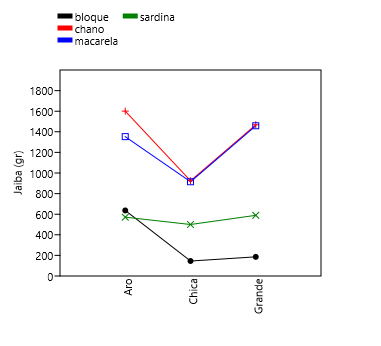 bloque
sardina
chano
macarela
Jaiba (gr)
1800
1600
1400
1200
1000
800
600
400
200
0
Aro
Chica
Grande